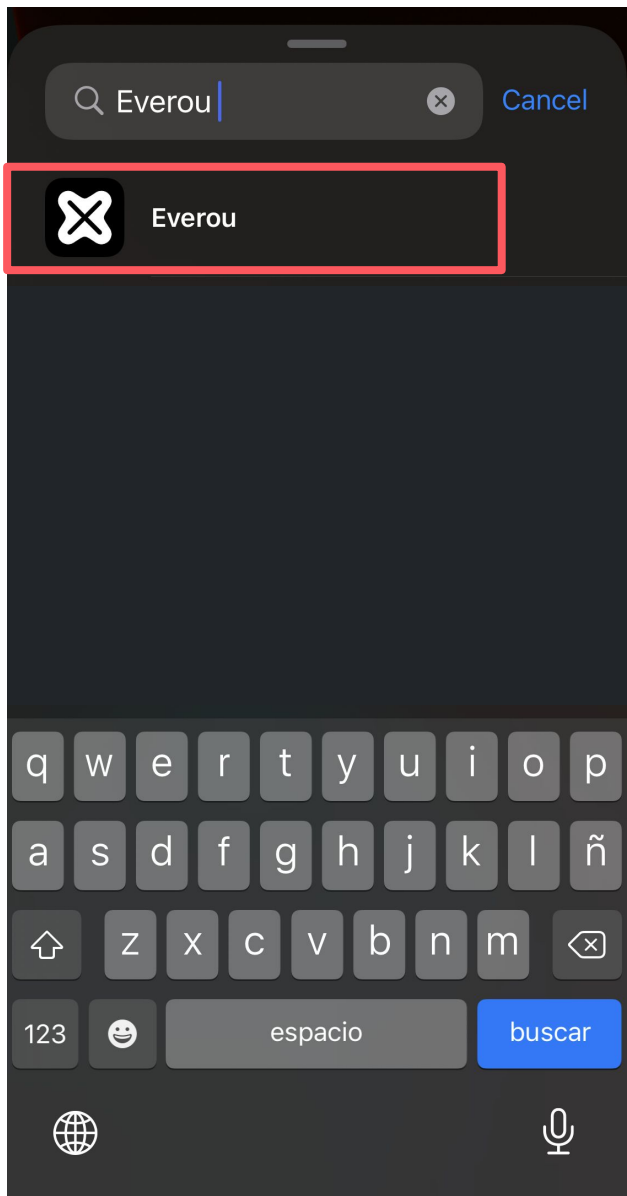 Everou Cancel
Everou
q w e r t y u i o p
a s d f g h j k l ñ
z x c v b n m
123 espacio buscar